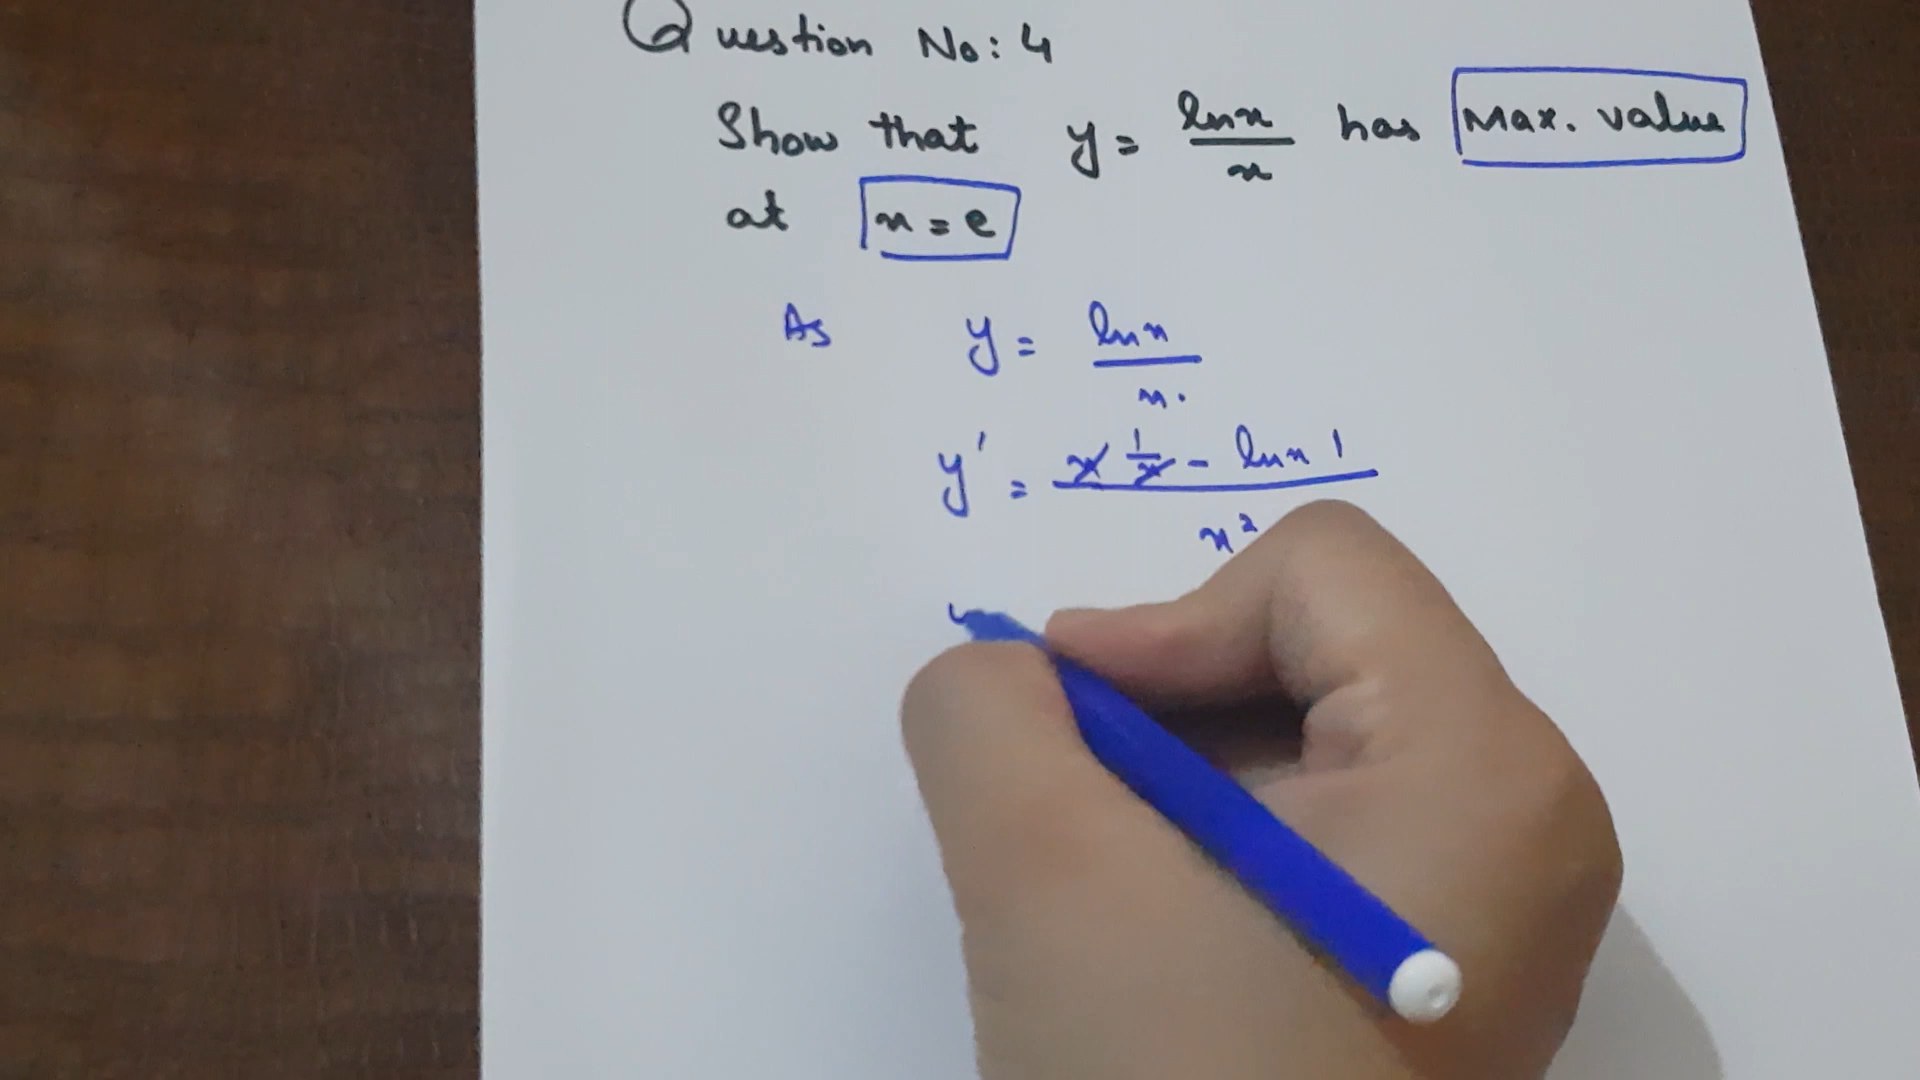 Question No: 4
Show that y = lnx/x has Max. value
at x = e
As y = lnx/x.
y' = x 1/x - lnx 1 / x²